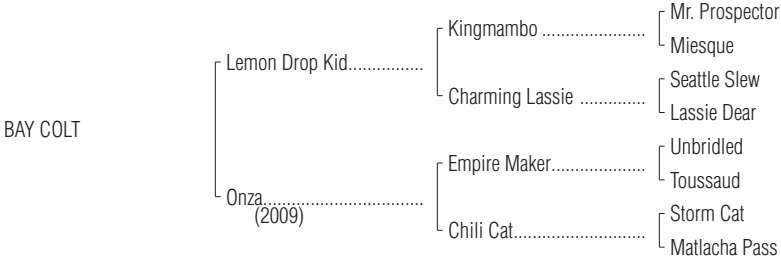 Mr. Prospector
Kingmambo ......................
Miesque
Lemon Drop Kid................
Seattle Slew
Charming Lassie ..............
Lassie Dear
BAY COLT
Unbridled
Empire Maker....................
Toussaud
Onza..................................
(2009)
Storm Cat
Chili Cat............................
Matlacha Pass